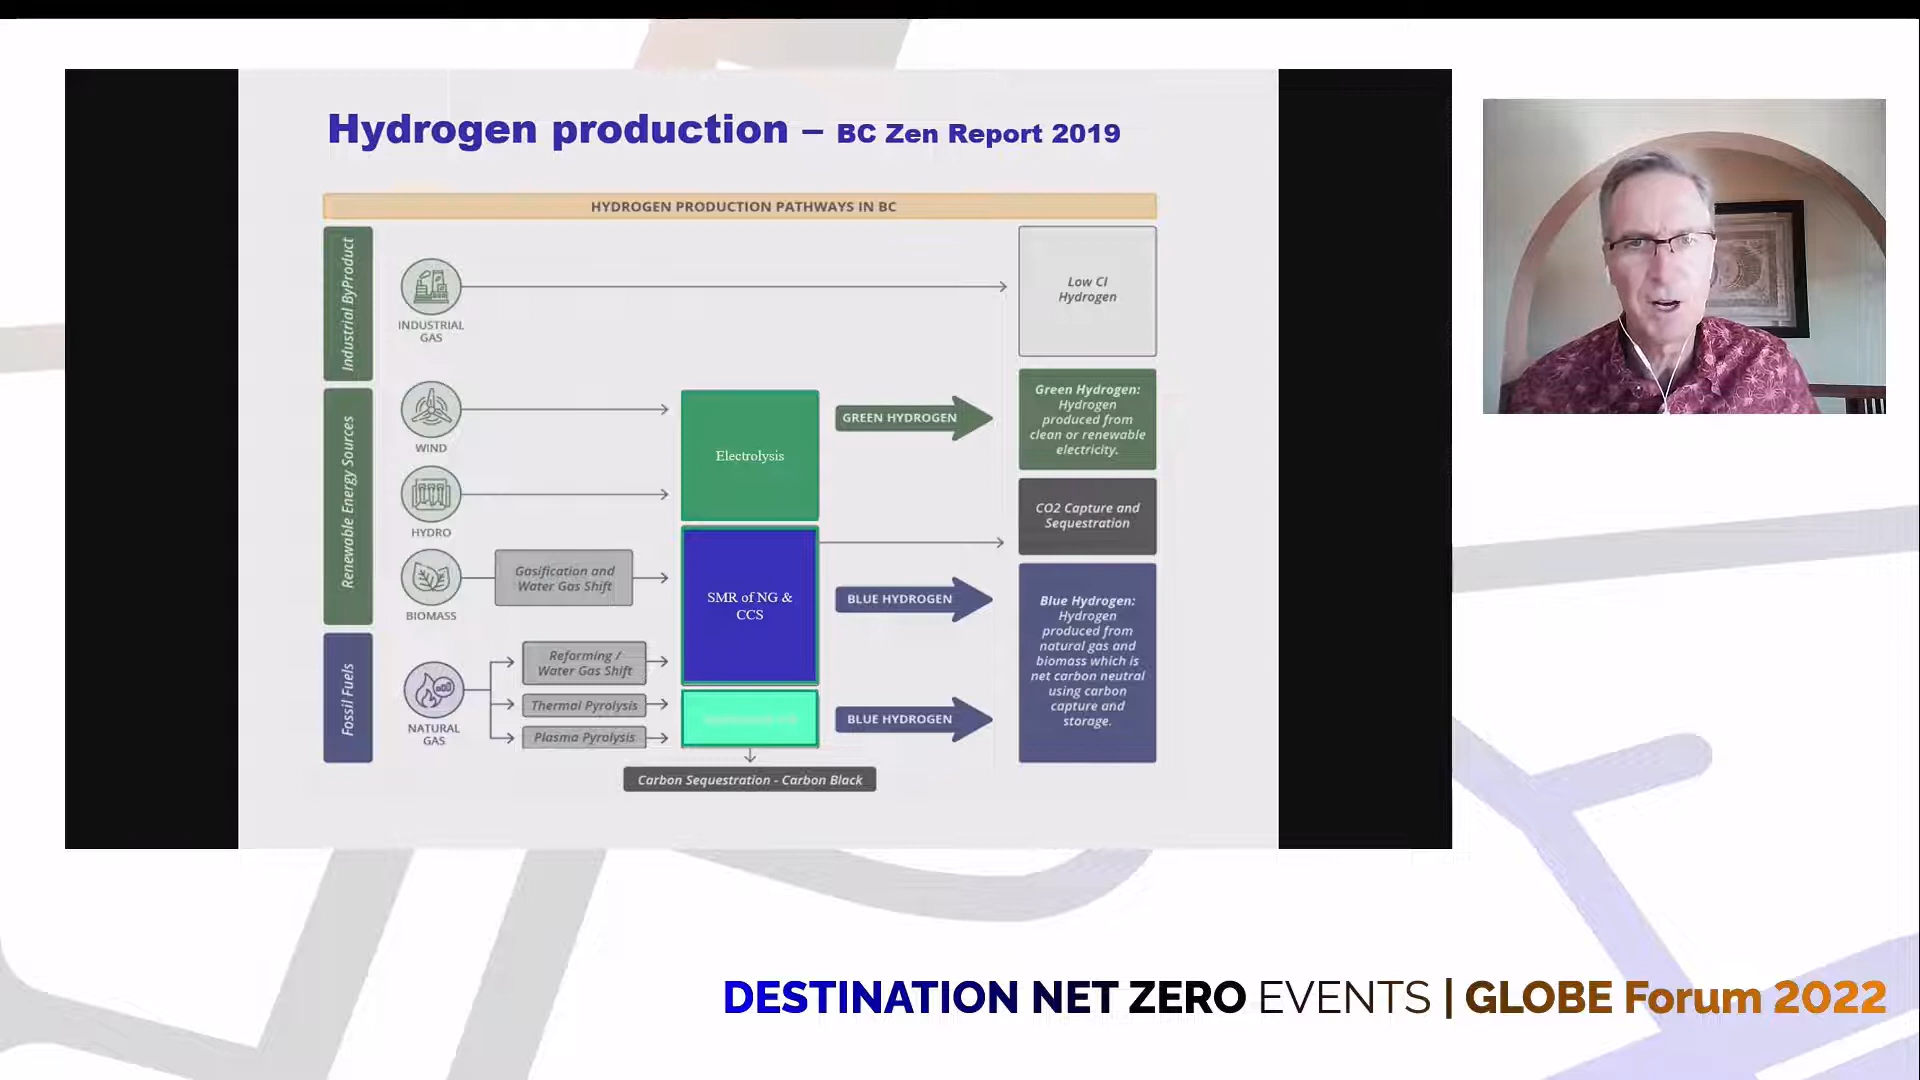 Hydrogen production – BC Zen Report 2019
HYDROGEN PRODUCTION PATHWAYS IN BC
Industrial ByProduct
INDUSTRIAL
GAS
Low CI
Hydrogen
Renewable Energy Sources
WIND
HYDRO
BIOMASS
Gasification and
Water Gas Shift
Electrolysis
GREEN HYDROGEN
Green Hydrogen:
Hydrogen
produced from
clean or renewable
electricity.
CO2 Capture and
Sequestration
SMR of NG &
CCS
BLUE HYDROGEN
Fossil Fuels
NATURAL
GAS
Reforming /
Water Gas Shift
Thermal Pyrolysis
Plasma Pyrolysis
BLUE HYDROGEN
Blue Hydrogen:
Hydrogen
produced from
natural gas and
biomass which is
net carbon neutral
using carbon
capture and
storage.
Carbon Sequestration - Carbon Black
DESTINATION NET ZERO EVENTS | GLOBE Forum 2022